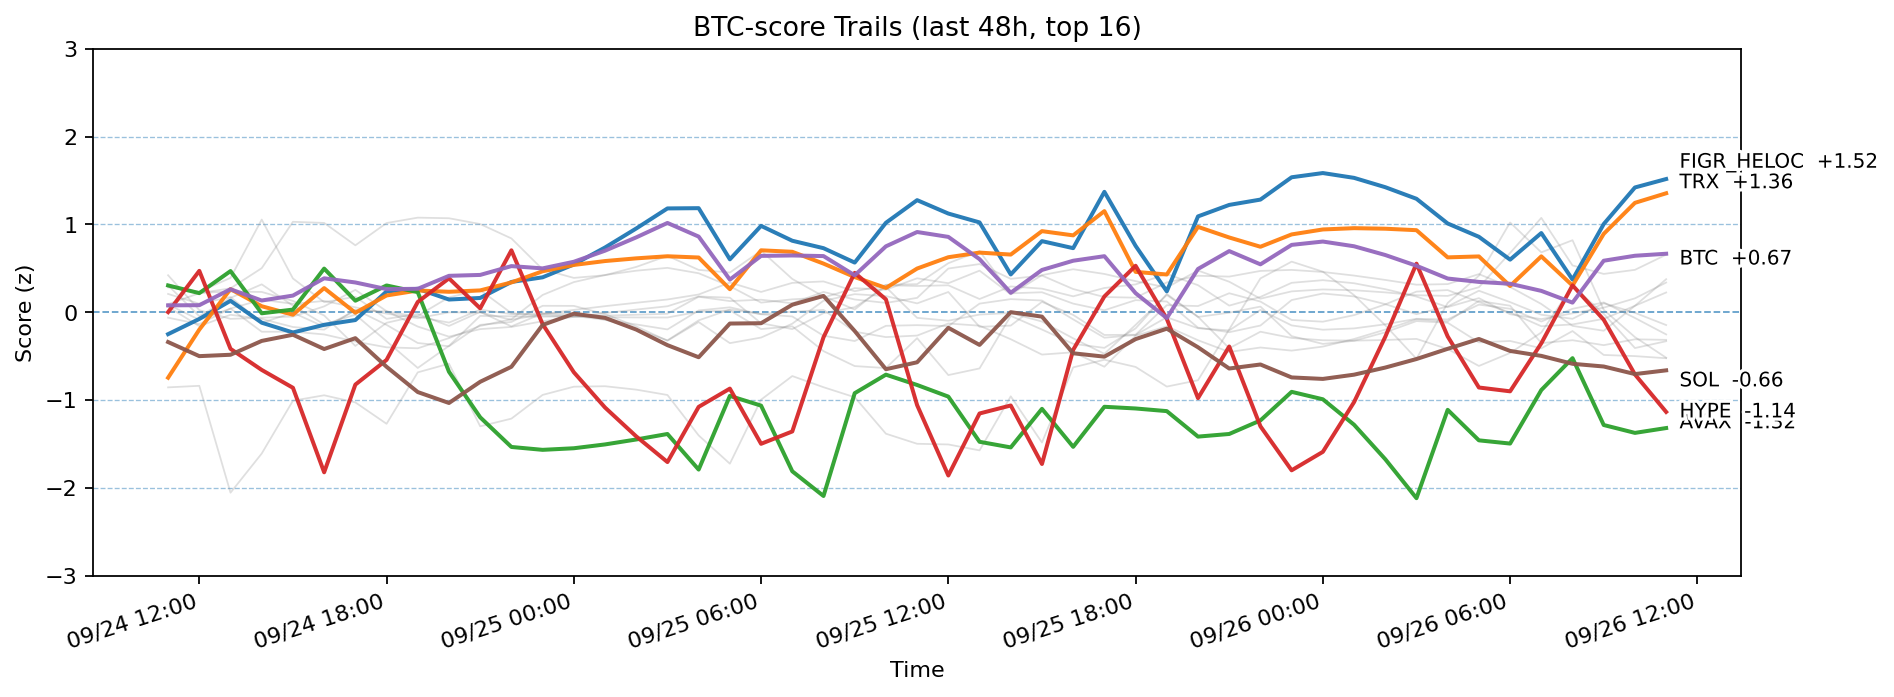 BTC-score Trails (last 48h, top 16)
Score (z)
3
2
1
0
−1
−2
−3
FIGR_HELOC +1.52
TRX +1.36
BTC +0.67
SOL -0.66
HYPE -1.14
AVAX -1.32
09/24 12:00
09/24 18:00
09/25 00:00
09/25 06:00
09/25 12:00
09/25 18:00
09/26 00:00
09/26 06:00
09/26 12:00
Time